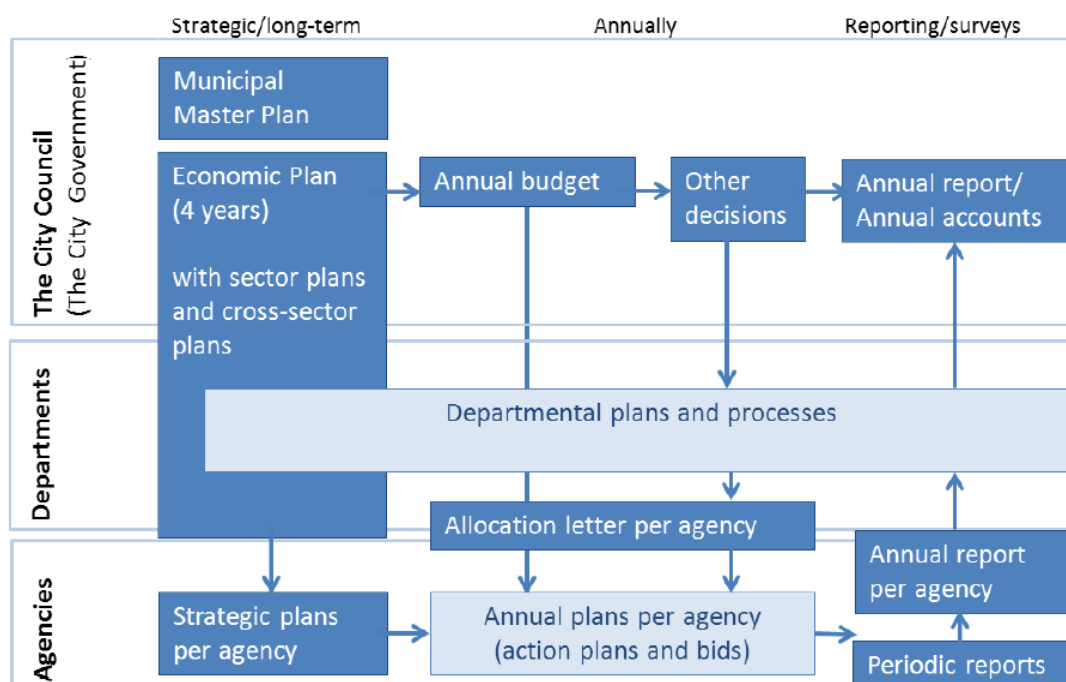 Strategic/long-term
Annually
Reporting/surveys
The City Council
(The City Government)
Municipal
Master Plan
Economic Plan
(4 years)
with sector plans
and cross-sector
plans
Annual budget
Other
decisions
Annual report/
Annual accounts
Departments
Departmental plans and processes
Allocation letter per agency
Agencies
Strategic plans
per agency
Annual plans per agency
(action plans and bids)
Annual report
per agency
Periodic reports